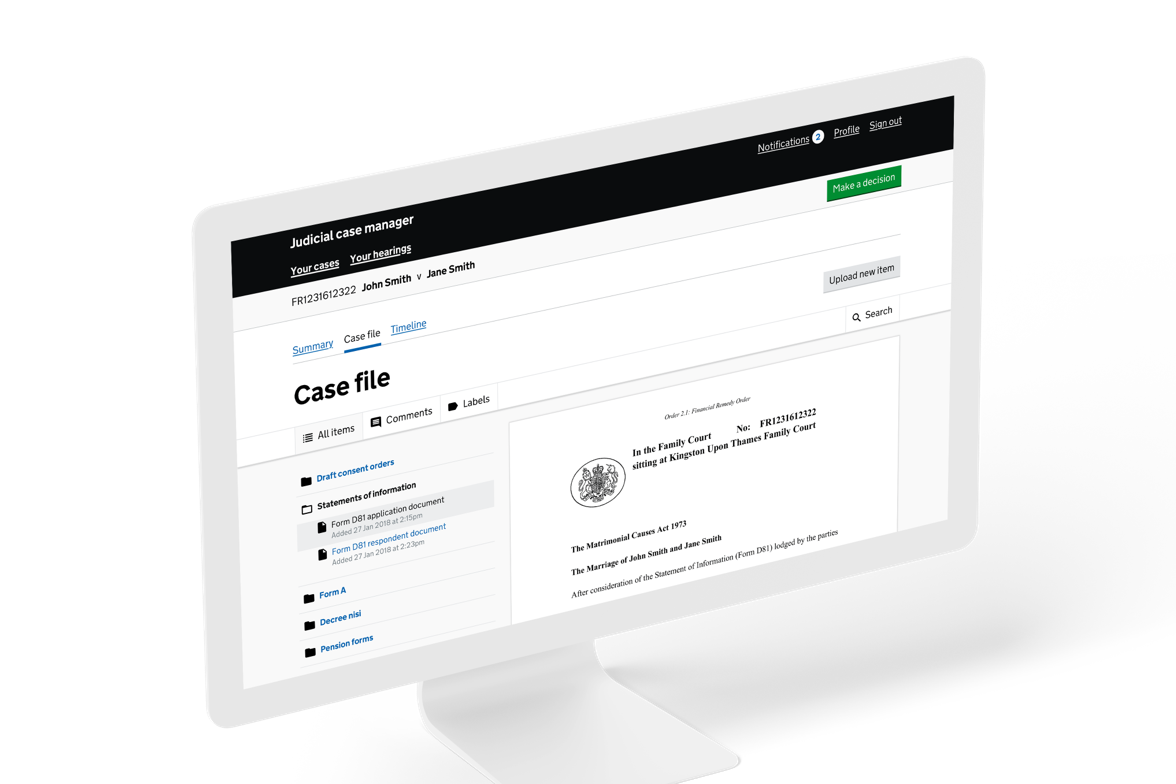 Notifications 2 Profile Sign out
Judicial case manager
Your cases Your hearings
Make a decision
FR1231612322 John Smith v Jane Smith
Summary Case file Timeline
Upload new item
Case file
Search
All items Comments Labels
Draft consent orders
Statements of information
Form D81 application document
Added 27 Jan 2018 at 2:15pm
Form D81 respondent document
Added 27 Jan 2018 at 2:23pm
Form A
Decree nisi
Pension forms
Order 2.1: Financial Remedy Order
In the Family Court No: FR1231612322
sitting at Kingston Upon Thames Family Court
The Matrimonial Causes Act 1973
The Marriage of John Smith and Jane Smith
After consideration of the Statement of Information (Form D81) lodged by the parties